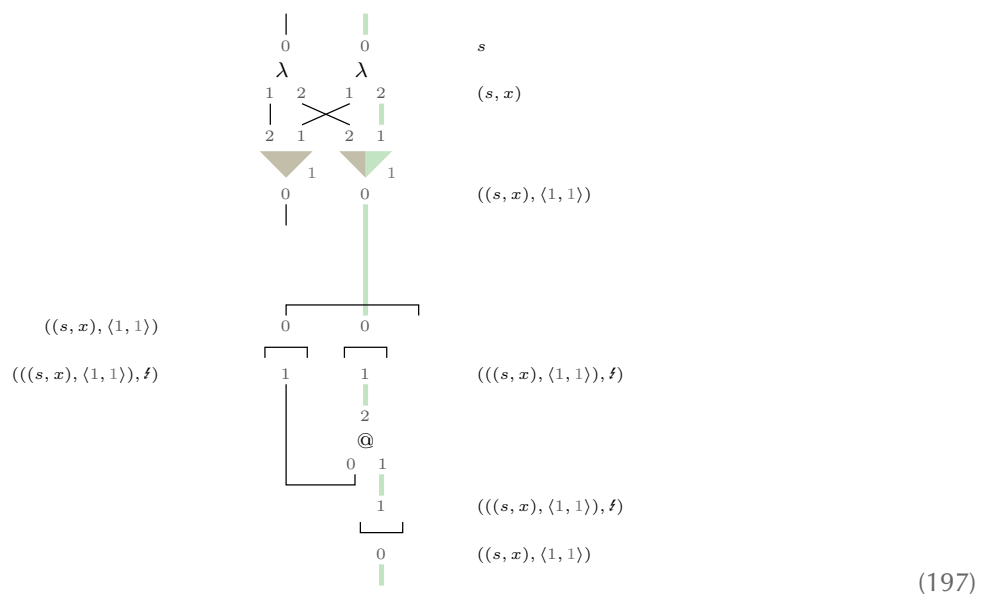 0 0 s
λ λ
1 2 1 2 (s, x)
2 1 2 1
1 1
0 0 ((s, x), ⟨1, 1⟩)
((s, x), ⟨1, 1⟩) 0 0
(((s, x), ⟨1, 1⟩), 𝓉) 1 1 (((s, x), ⟨1, 1⟩), 𝓉)
2
@
0 1
1 (((s, x), ⟨1, 1⟩), 𝓉)
0 ((s, x), ⟨1, 1⟩)
(197)